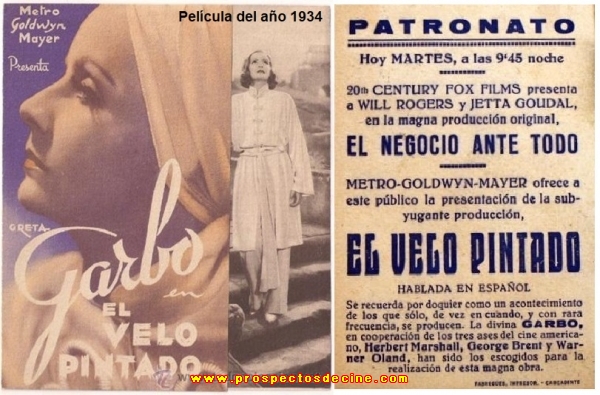 Metro
Goldwyn
Mayer
Presenta
GRETA
Garbo
en
EL
VELO
PINTADO
Película del año 1934
PATRONATO
Hoy MARTES, a las 9'45 noche
20th CENTURY FOX FILMS presenta
a WILL ROGERS y JETTA GOUDAL,
en la magna producción original,
EL NEGOCIO ANTE TODO
METRO-GOLDWYN-MAYER ofrece a
este público la presentación de la sub-
yugante producción,
EL VELO PINTADO
HABLADA EN ESPAÑOL
Se recuerda por doquier como un acontecimiento
de los que sólo, de vez en cuando, y con rara
frecuencia, se producen. La divina GARBO,
en cooperación de los tres ases del cine america-
no, Herbert Marshall, George Brent y War-
ner Oland, han sido los escogidos para la
realización de esta magna obra.
www.prospectosdecine.com